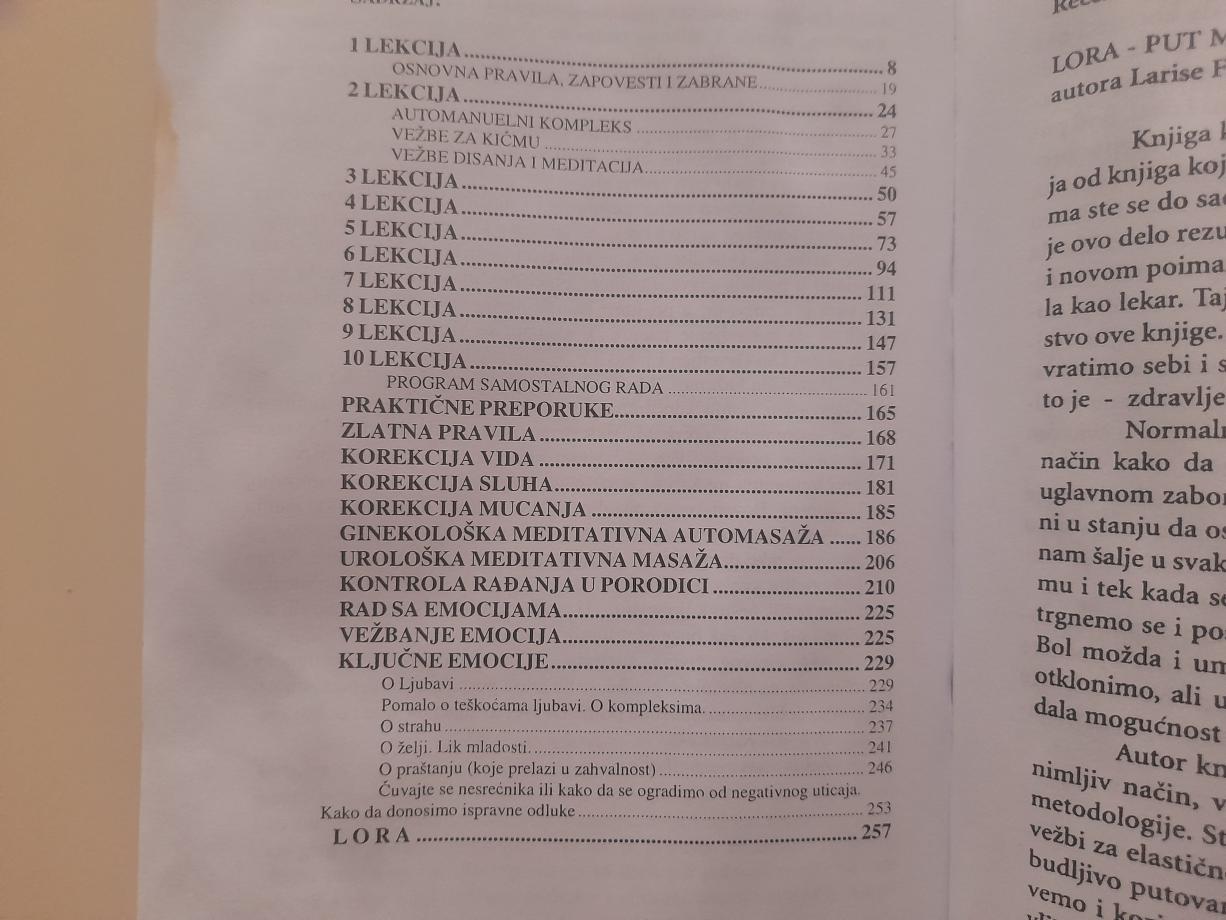 SADRŽAJ:
1 LEKCIJA ........ 8
OSNOVNA PRAVILA, ZAPOVESTI I ZABRANE ........ 19
2 LEKCIJA ........ 24
AUTOMANUELNI KOMPLEKS ........ 27
VEŽBE ZA KIČMU ........ 33
VEŽBE DISANJA I MEDITACIJA ........ 45
3 LEKCIJA ........ 50
4 LEKCIJA ........ 57
5 LEKCIJA ........ 73
6 LEKCIJA ........ 94
7 LEKCIJA ........ 111
8 LEKCIJA ........ 131
9 LEKCIJA ........ 147
10 LEKCIJA ........ 157
PROGRAM SAMOSTALNOG RADA ........ 161
PRAKTIČNE PREPORUKE ........ 165
ZLATNA PRAVILA ........ 168
KOREKCIJA VIDA ........ 171
KOREKCIJA SLUHA ........ 181
KOREKCIJA MUCANJA ........ 185
GINEKOLOŠKA MEDITATIVNA AUTOMASAŽA ...... 186
UROLOŠKA MEDITATIVNA MASAŽA ........ 206
KONTROLA RAĐANJA U PORODICI ........ 210
RAD SA EMOCIJAMA ........ 225
VEŽBANJE EMOCIJA ........ 225
KLJUČNE EMOCIJE ........ 229
O Ljubavi ........ 229
Pomalo o teškoćama ljubavi. O kompleksima. ........ 234
O strahu ........ 237
O želji. Lik mladosti. ........ 241
O praštanju (koje prelazi u zahvalnost) ........ 246
Čuvajte se nesrećnika ili kako da se ogradimo od negativnog uticaja.
Kako da donosimo ispravne odluke ........ 253
L O R A ........ 257
LORA - PUT
autora Larise
Knjiga
ja od knjiga
ma ste se do
je ovo delo
i novom
la kao lekar.
stvo ove knjige.
vratimo sebi i
to je - zdravlje
način kako da
uglavnom
ni u stanju da
nam šalje u
mu i tek kada
trgnemo se i
Bol možda i
otklonimo, ali
dala mogućnost
Autor
nimljiv način,
metodologije.
vežbi za
budljivo
vemo i